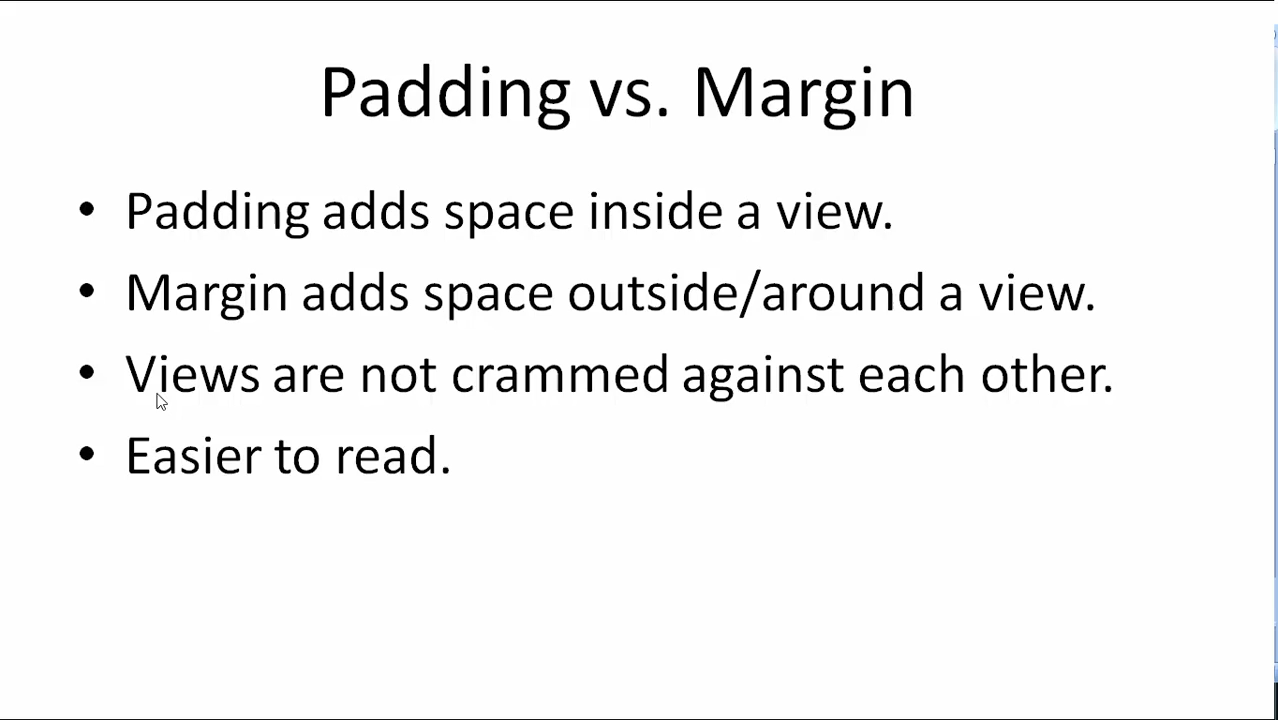 Padding vs. Margin
• Padding adds space inside a view.
• Margin adds space outside/around a view.
• Views are not crammed against each other.
• Easier to read.